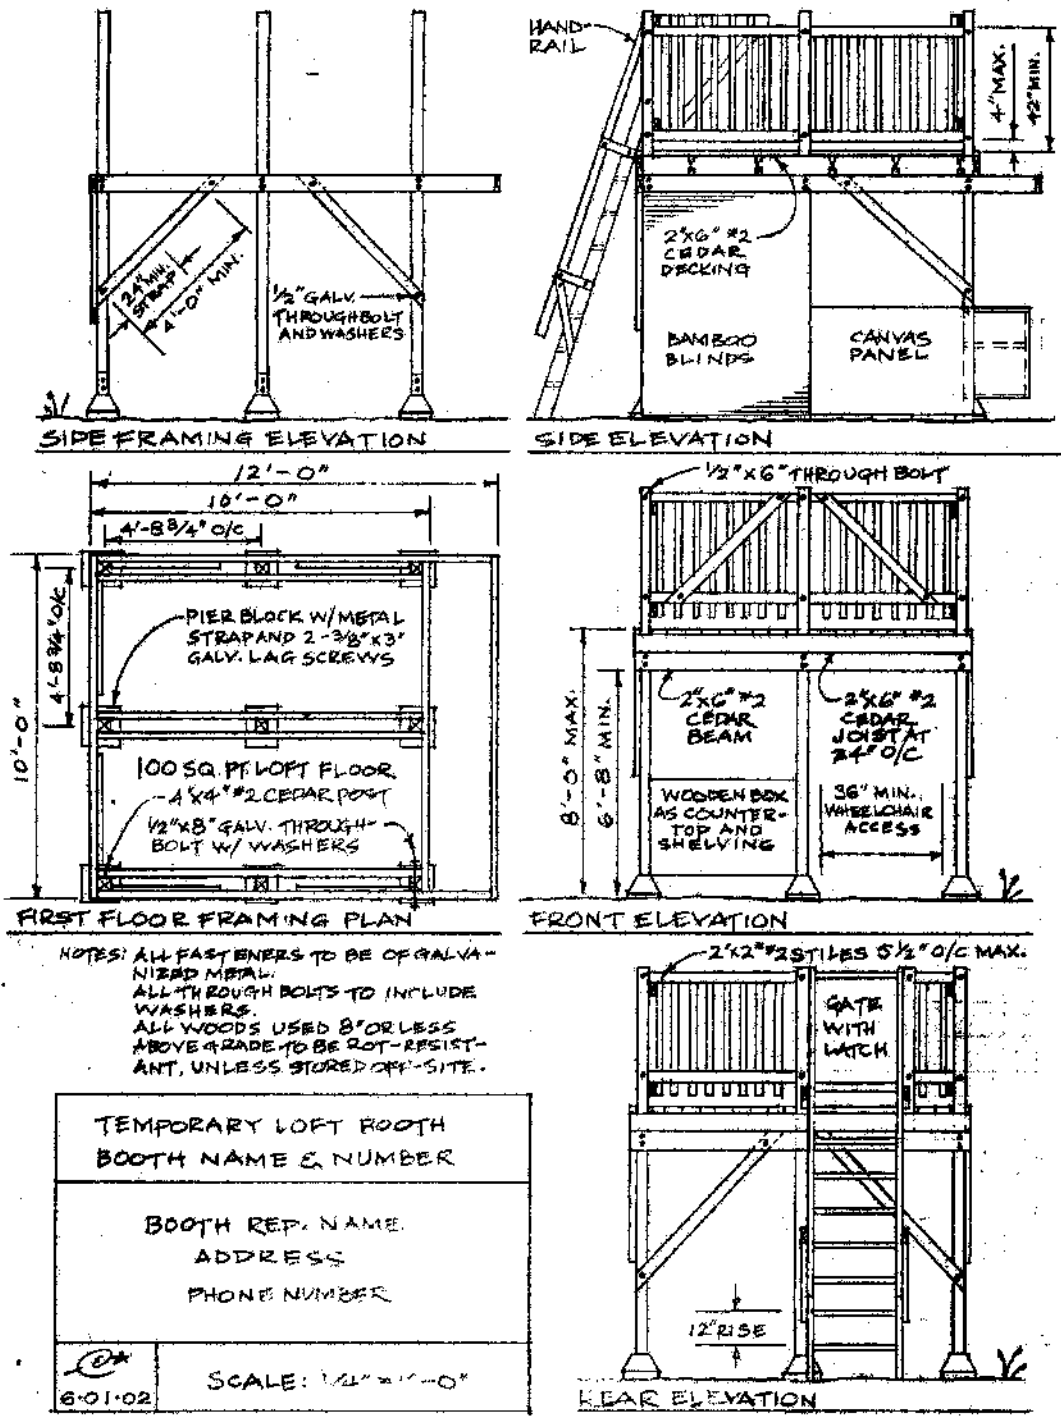 HAND-
RAIL
4" MAX.
42" MIN.
24" MIN.
STRAP
4'-0" MIN.
1/2" GALV.
THROUGHBOLT
AND WASHERS
2"x6" #2
CEDAR
DECKING
BAMBOO
BLINDS
CANVAS
PANEL
SIDE FRAMING ELEVATION
SIDE ELEVATION
12'-0"
10'-0"
4'-8 3/4" O/C
4'-8 3/4" O/C
10'-0"
PIER BLOCK W/METAL
STRAP AND 2-3/8"x3"
GALV. LAG SCREWS
100 SQ. FT. LOFT FLOOR
4"x4" #2 CEDAR POST
1/2"x8" GALV. THROUGH-
BOLT W/ WASHERS
FIRST FLOOR FRAMING PLAN
1/2"x6" THROUGH BOLT
8'-0" MAX.
6'-8" MIN.
2"x6" #2
CEDAR
BEAM
2"x6" #2
CEDAR
JOIST AT
24" O/C
WOODEN BOX
AS COUNTER-
TOP AND
SHELVING
36" MIN.
WHEELCHAIR
ACCESS
FRONT ELEVATION
NOTES: ALL FASTENERS TO BE OF GALVA-
NIZED METAL.
ALL THROUGH BOLTS TO INCLUDE
WASHERS.
ALL WOODS USED 8" OR LESS
ABOVE GRADE TO BE ROT-RESIST-
ANT, UNLESS STORED OFF-SITE.
2"x2" #2 STILES 5 1/2" O/C MAX.
GATE
WITH
LATCH
12" RISE
REAR ELEVATION
TEMPORARY LOFT BOOTH
BOOTH NAME & NUMBER
BOOTH REP. NAME
ADDRESS
PHONE NUMBER
6·01·02
SCALE: 1/4" = 1'-0"